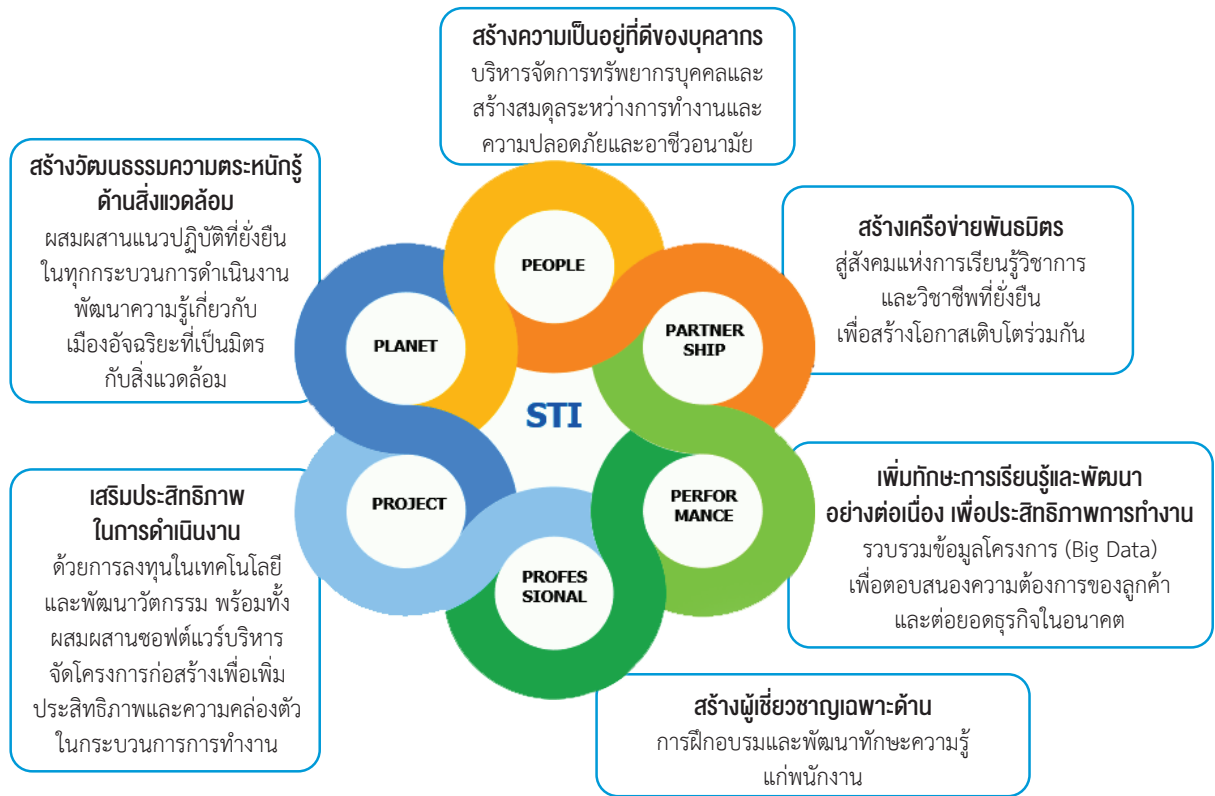 สร้างความเป็นอยู่ที่ดีของบุคลากร
บริหารจัดการทรัพยากรบุคคลและ
สร้างสมดุลระหว่างการทำงานและ
ความปลอดภัยและอาชีวอนามัย
สร้างวัฒนธรรมความตระหนักรู้
ด้านสิ่งแวดล้อม
ผสมผสานแนวปฏิบัติที่ยั่งยืน
ในทุกกระบวนการดำเนินงาน
พัฒนาความรู้เกี่ยวกับ
เมืองอัจฉริยะที่เป็นมิตร
กับสิ่งแวดล้อม
สร้างเครือข่ายพันธมิตร
สู่สังคมแห่งการเรียนรู้วิชาการ
และวิชาชีพที่ยั่งยืน
เพื่อสร้างโอกาสเติบโตร่วมกัน
PEOPLE
PLANET
PARTNER
SHIP
STI
PROJECT
PERFOR
MANCE
PROFES
SIONAL
เสริมประสิทธิภาพ
ในการดำเนินงาน
ด้วยการลงทุนในเทคโนโลยี
และพัฒนาวัตกรรม พร้อมทั้ง
ผสมผสานซอฟต์แวร์บริหาร
จัดโครงการก่อสร้างเพื่อเพิ่ม
ประสิทธิภาพและความคล่องตัว
ในกระบวนการการทำงาน
เพิ่มทักษะการเรียนรู้และพัฒนา
อย่างต่อเนื่อง เพื่อประสิทธิภาพการทำงาน
รวบรวมข้อมูลโครงการ (Big Data)
เพื่อตอบสนองความต้องการของลูกค้า
และต่อยอดธุรกิจในอนาคต
สร้างผู้เชี่ยวชาญเฉพาะด้าน
การฝึกอบรมและพัฒนาทักษะความรู้
แก่พนักงาน